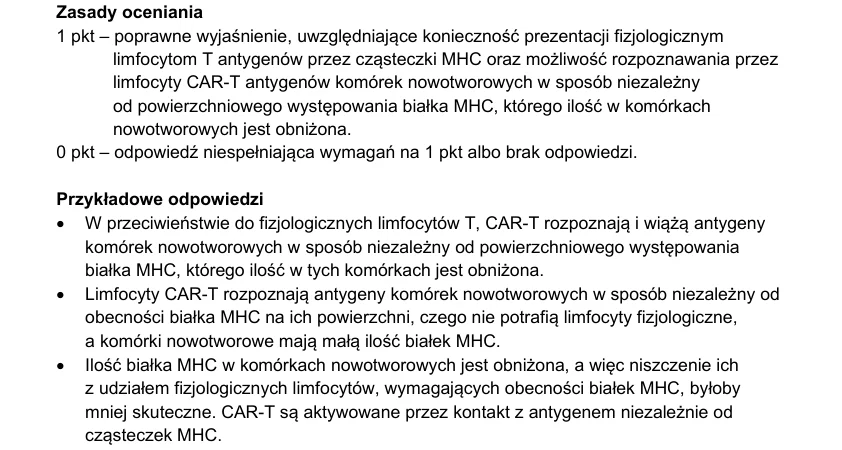 Zasady oceniania
1 pkt – poprawne wyjaśnienie, uwzględniające konieczność prezentacji fizjologicznym
limfocytom T antygenów przez cząsteczki MHC oraz możliwość rozpoznawania przez
limfocyty CAR-T antygenów komórek nowotworowych w sposób niezależny
od powierzchniowego występowania białka MHC, którego ilość w komórkach
nowotworowych jest obniżona.
0 pkt – odpowiedź niespełniająca wymagań na 1 pkt albo brak odpowiedzi.
Przykładowe odpowiedzi
• W przeciwieństwie do fizjologicznych limfocytów T, CAR-T rozpoznają i wiążą antygeny
komórek nowotworowych w sposób niezależny od powierzchniowego występowania
białka MHC, którego ilość w tych komórkach jest obniżona.
• Limfocyty CAR-T rozpoznają antygeny komórek nowotworowych w sposób niezależny od
obecności białka MHC na ich powierzchni, czego nie potrafią limfocyty fizjologiczne,
a komórki nowotworowe mają małą ilość białek MHC.
• Ilość białka MHC w komórkach nowotworowych jest obniżona, a więc niszczenie ich
z udziałem fizjologicznych limfocytów, wymagających obecności białek MHC, byłoby
mniej skuteczne. CAR-T są aktywowane przez kontakt z antygenem niezależnie od
cząsteczek MHC.